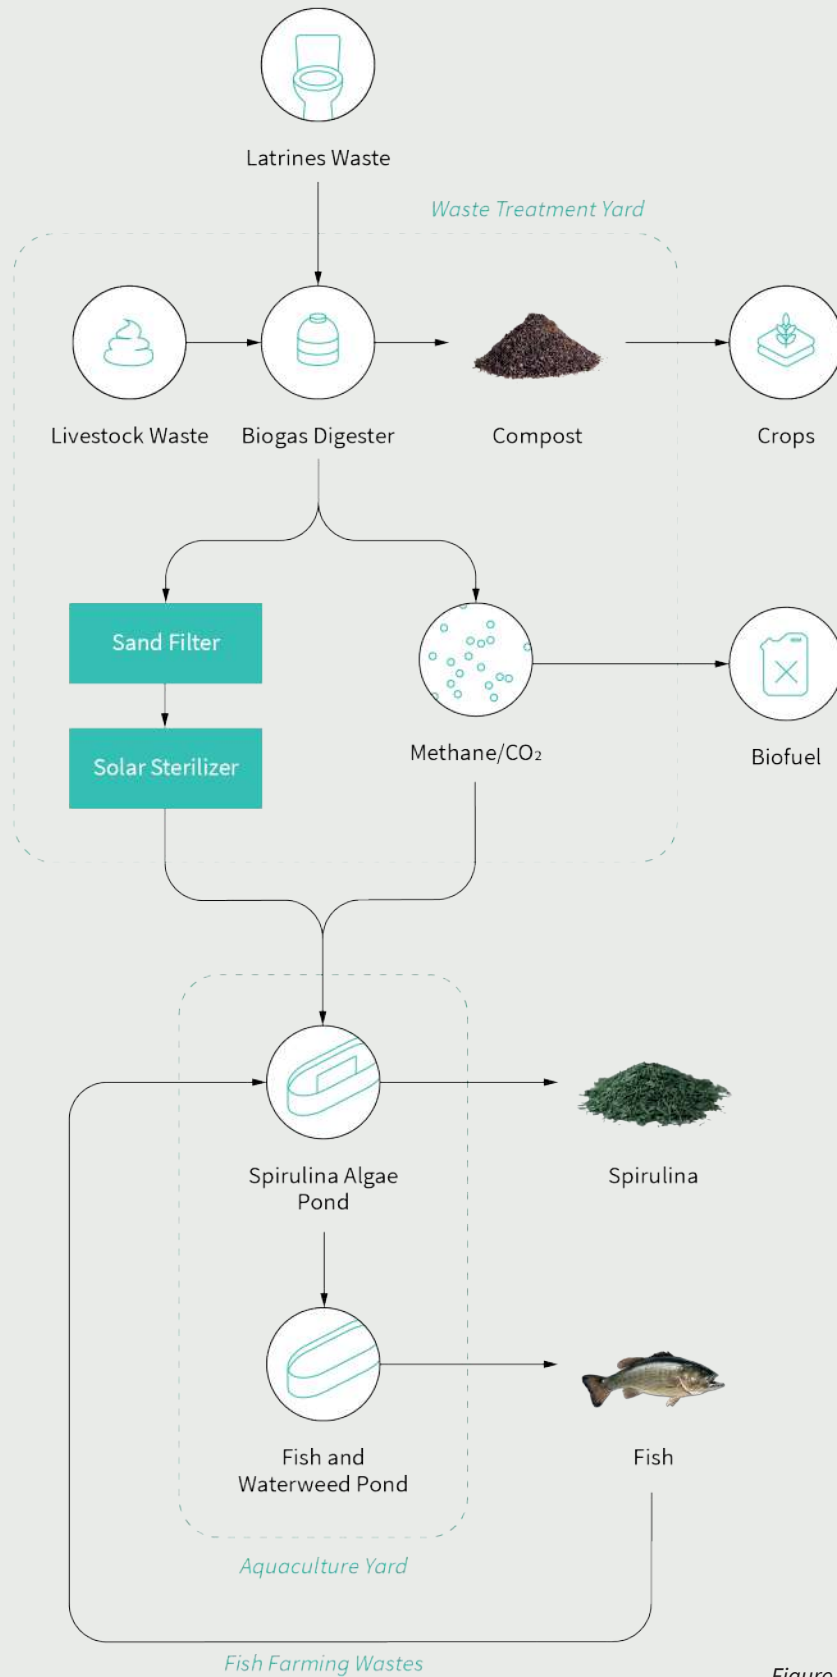 Latrines Waste
Waste Treatment Yard
Livestock Waste
Biogas Digester
Compost
Crops
Sand Filter
Solar Sterilizer
Methane/CO₂
Biofuel
Spirulina Algae
Pond
Spirulina
Fish and
Waterweed Pond
Fish
Aquaculture Yard
Fish Farming Wastes
Figure